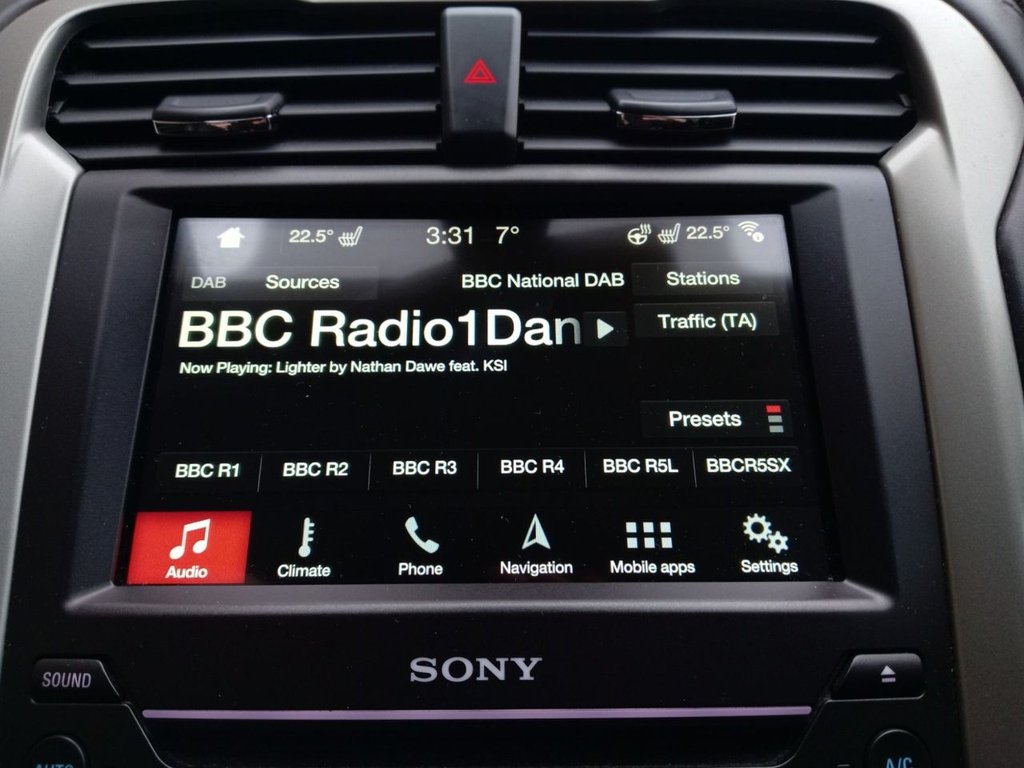 22.5° 3:31 7° 22.5°
DAB Sources BBC National DAB Stations
BBC Radio1Dan Traffic (TA)
Now Playing: Lighter by Nathan Dawe feat. KSI
Presets
BBC R1 BBC R2 BBC R3 BBC R4 BBC R5L BBCR5SX
Audio Climate Phone Navigation Mobile apps Settings
SONY
SOUND
AUTO A/C